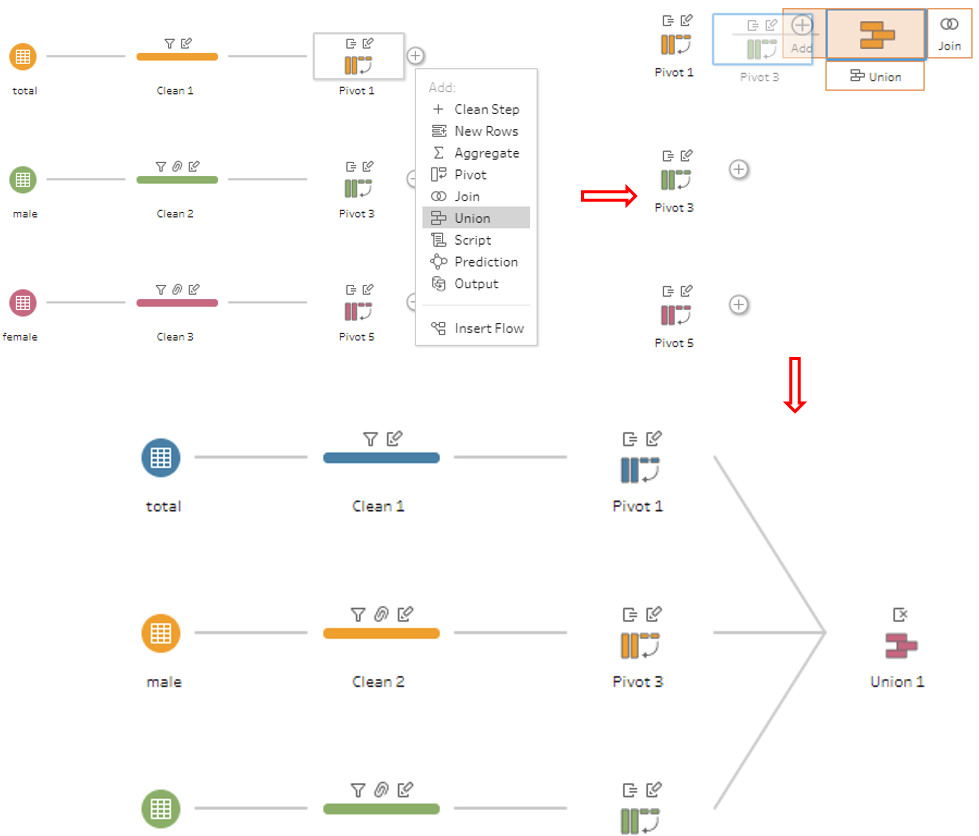 total
Clean 1
Pivot 1
Add:
Clean Step
New Rows
Aggregate
Pivot
Join
Union
Script
Prediction
Output
Insert Flow
male
Clean 2
Pivot 3
female
Clean 3
Pivot 5
Pivot 1
Pivot 3
Add
Union
Join
Pivot 3
Pivot 5
total
Clean 1
Pivot 1
male
Clean 2
Pivot 3
Union 1